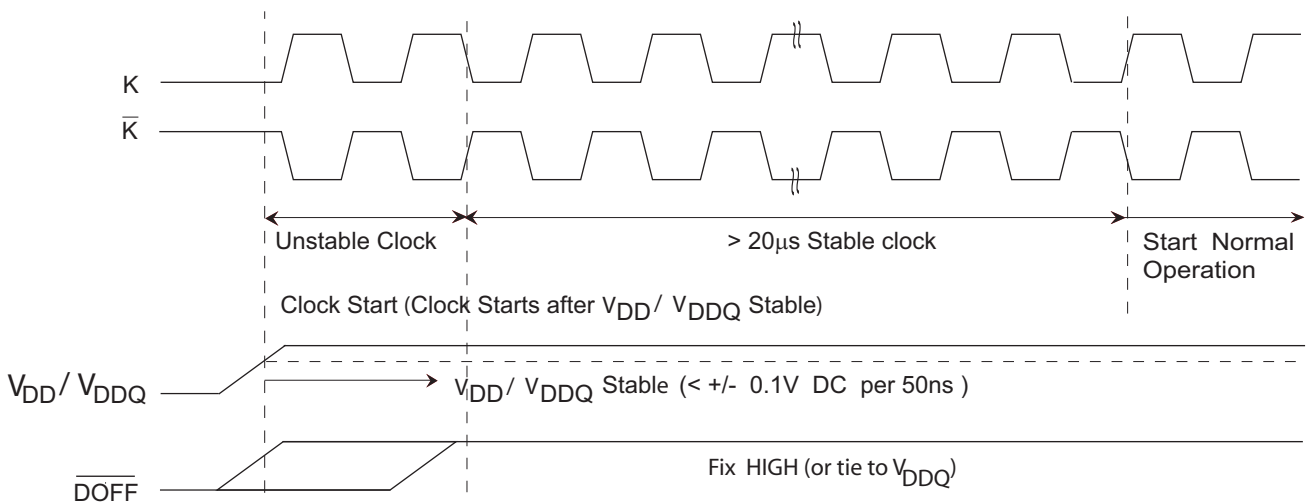 K
K̅
Unstable Clock
> 20μs Stable clock
Start Normal
Operation
Clock Start (Clock Starts after VDD/ VDDQ Stable)
VDD/ VDDQ
VDD/ VDDQ Stable (< +/- 0.1V DC per 50ns )
Fix HIGH (or tie to VDDQ)
D̅O̅F̅F̅